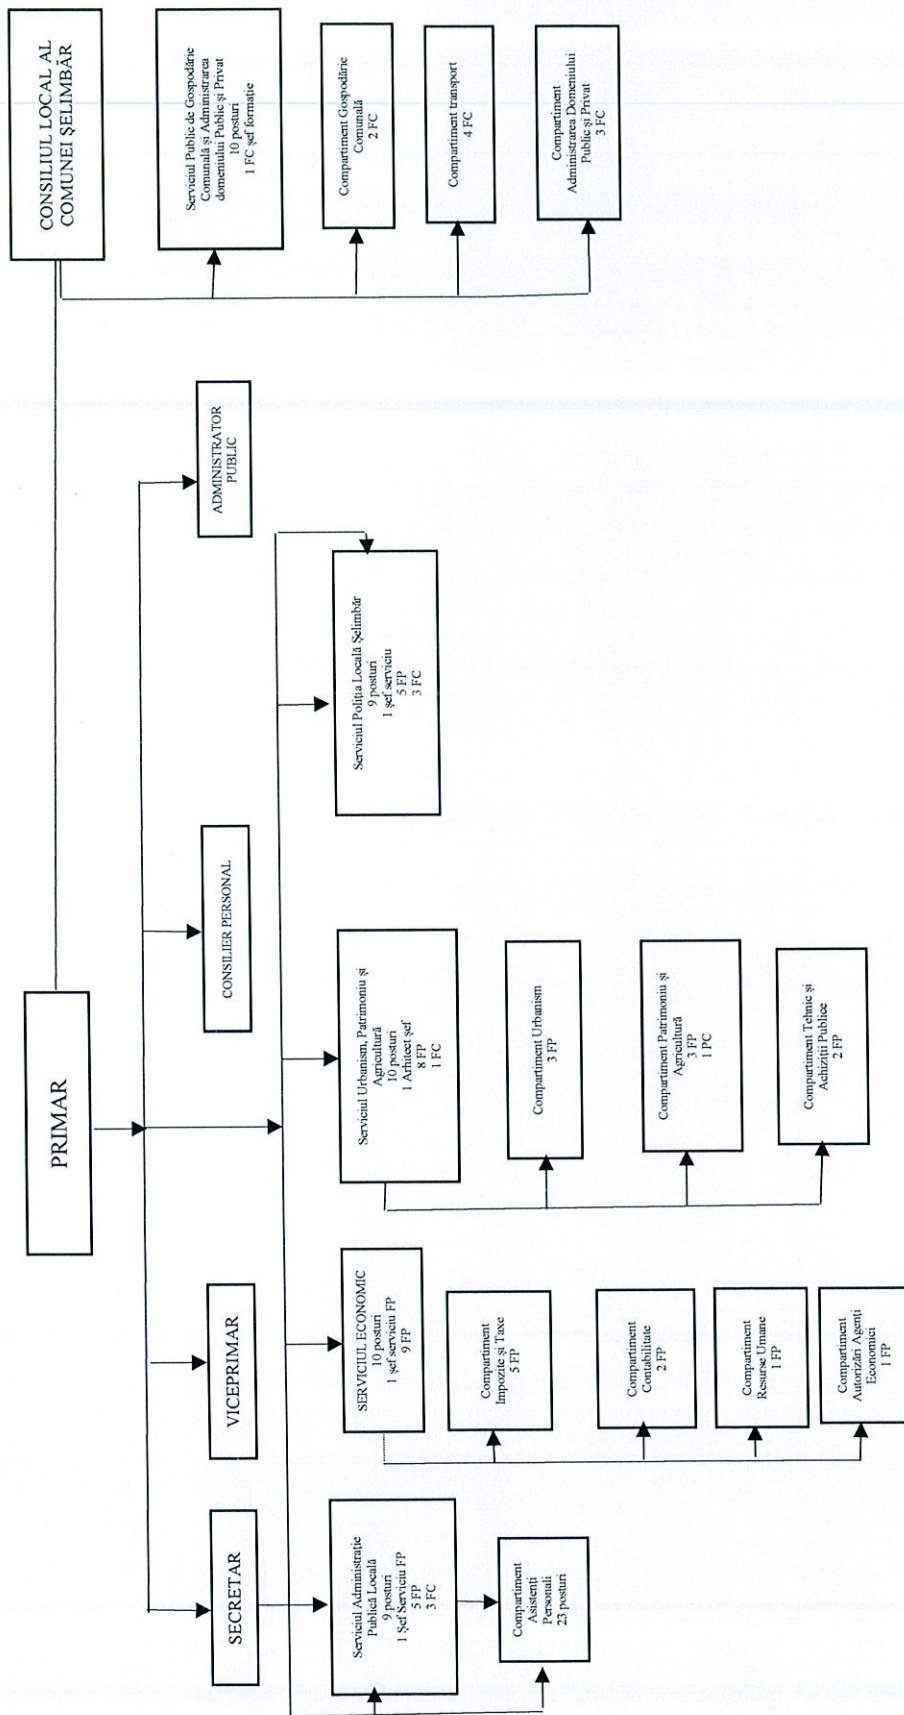 CONSILIUL LOCAL AL
COMUNEI ŞELIMBĂR
PRIMAR
SECRETAR
VICEPRIMAR
CONSILIER PERSONAL
ADMINISTRATOR
PUBLIC
Serviciul Public de Gospodărie
Comunală şi Administrarea
domeniului Public şi Privat
10 posturi
1 FC şef formaţie
Compartiment Gospodărie
Comunală
2 FC
Compartiment transport
4 FC
Compartiment
Administrarea Domeniului
Public şi Privat
3 FC
Serviciul Administraţie
Publică Locală
9 posturi
1 Şef Serviciu FP
5 FP
3 FC
Compartiment
Asistenţi
Personali
23 posturi
SERVICIUL ECONOMIC
10 posturi
1 şef serviciu FP
9 FP
Compartiment
Impozite şi Taxe
5 FP
Compartiment
Contabilitate
2 FP
Compartiment
Resurse Umane
1 FP
Compartiment
Autorizări Agenţi
Economici
1 FP
Serviciul Urbanism, Patrimoniu şi
Agricultură
10 posturi
1 Arhitect şef
8 FP
1 FC
Compartiment Urbanism
3 FP
Compartiment Patrimoniu şi
Agricultură
3 FP
1 PC
Compartiment Tehnic şi
Achiziţii Publice
2 FP
Serviciul Poliţia Locală Şelimbăr
9 posturi
1 şef serviciu
5 FP
3 FC